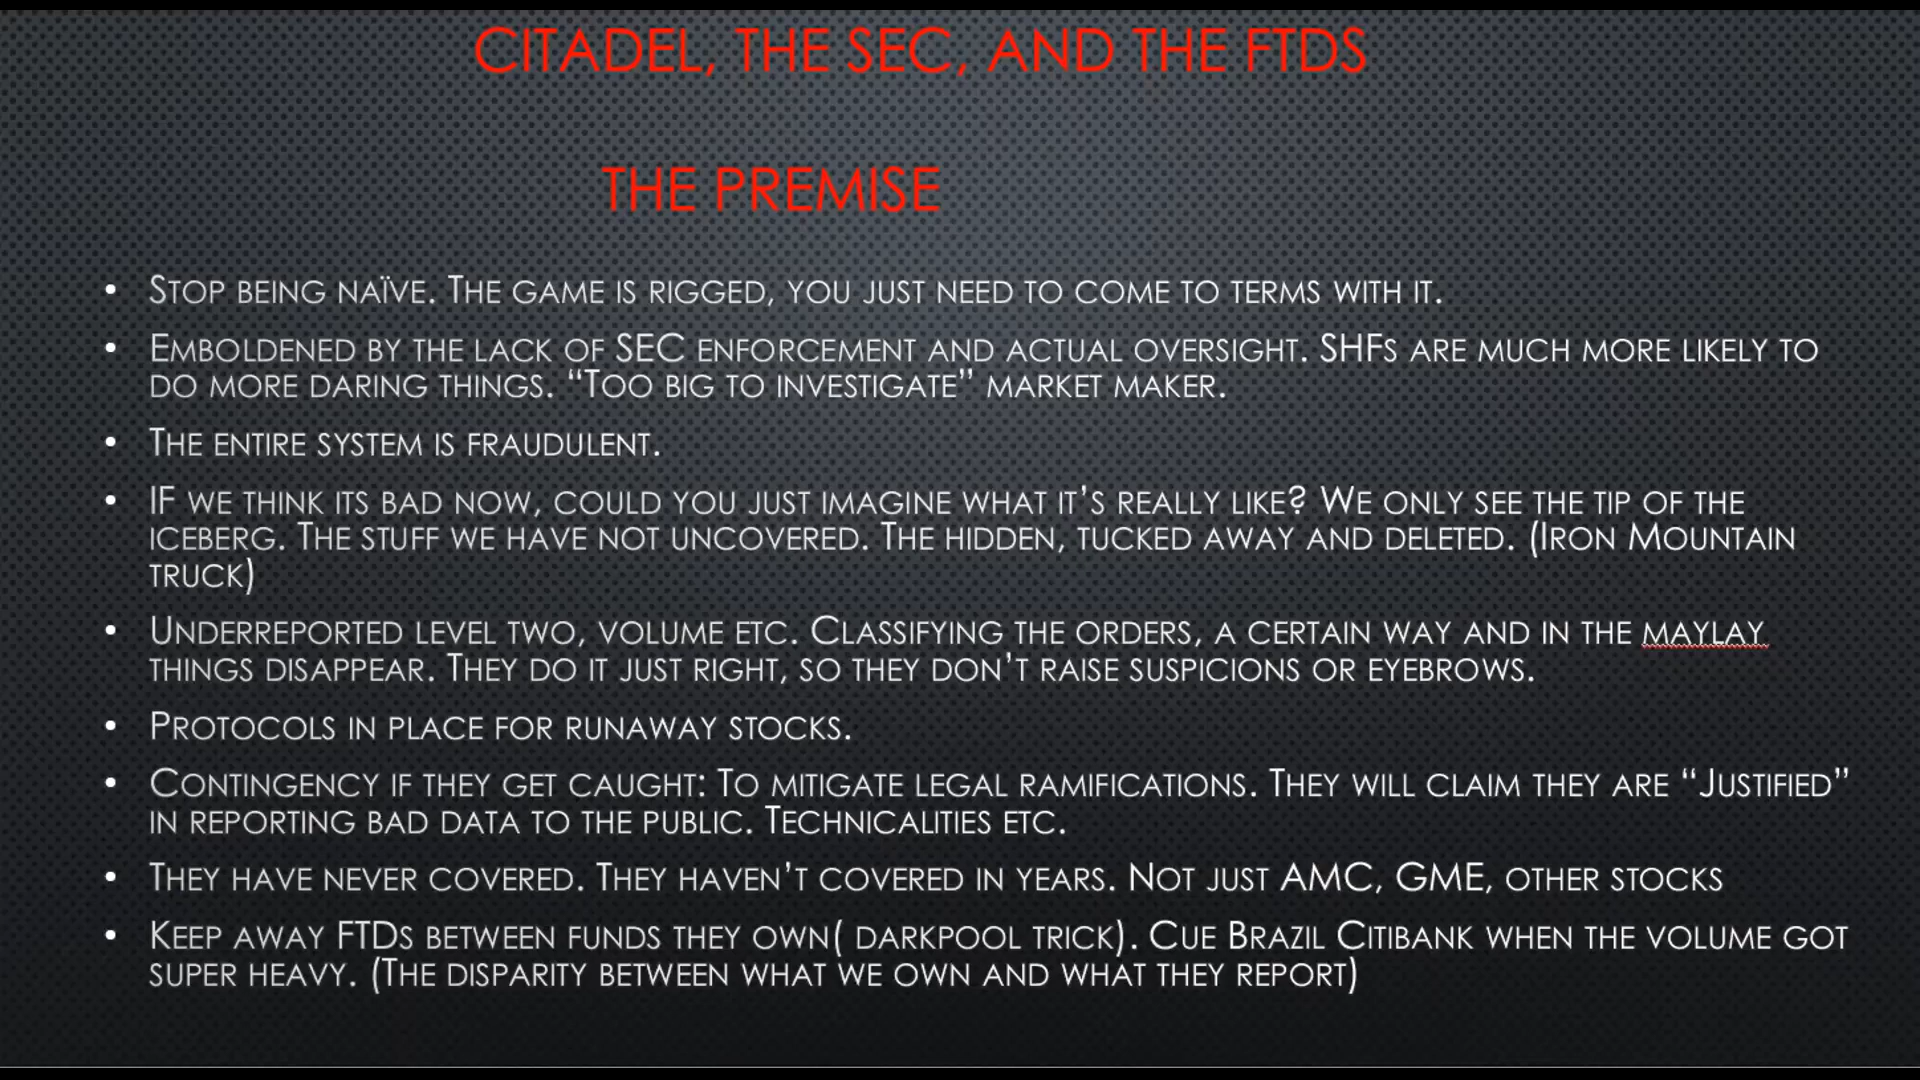 CITADEL, THE SEC, AND THE FTDS
THE PREMISE
• STOP BEING NAÏVE. THE GAME IS RIGGED, YOU JUST NEED TO COME TO TERMS WITH IT.
• EMBOLDENED BY THE LACK OF SEC ENFORCEMENT AND ACTUAL OVERSIGHT. SHFS ARE MUCH MORE LIKELY TO
DO MORE DARING THINGS. “TOO BIG TO INVESTIGATE” MARKET MAKER.
• THE ENTIRE SYSTEM IS FRAUDULENT.
• IF WE THINK ITS BAD NOW, COULD YOU JUST IMAGINE WHAT IT’S REALLY LIKE? WE ONLY SEE THE TIP OF THE
ICEBERG. THE STUFF WE HAVE NOT UNCOVERED. THE HIDDEN, TUCKED AWAY AND DELETED. (IRON MOUNTAIN
TRUCK)
• UNDERREPORTED LEVEL TWO, VOLUME ETC. CLASSIFYING THE ORDERS, A CERTAIN WAY AND IN THE MAYLAY
THINGS DISAPPEAR. THEY DO IT JUST RIGHT, SO THEY DON’T RAISE SUSPICIONS OR EYEBROWS.
• PROTOCOLS IN PLACE FOR RUNAWAY STOCKS.
• CONTINGENCY IF THEY GET CAUGHT: TO MITIGATE LEGAL RAMIFICATIONS. THEY WILL CLAIM THEY ARE “JUSTIFIED”
IN REPORTING BAD DATA TO THE PUBLIC. TECHNICALITIES ETC.
• THEY HAVE NEVER COVERED. THEY HAVEN’T COVERED IN YEARS. NOT JUST AMC, GME, OTHER STOCKS
• KEEP AWAY FTDS BETWEEN FUNDS THEY OWN( DARKPOOL TRICK). CUE BRAZIL CITIBANK WHEN THE VOLUME GOT
SUPER HEAVY. (THE DISPARITY BETWEEN WHAT WE OWN AND WHAT THEY REPORT)